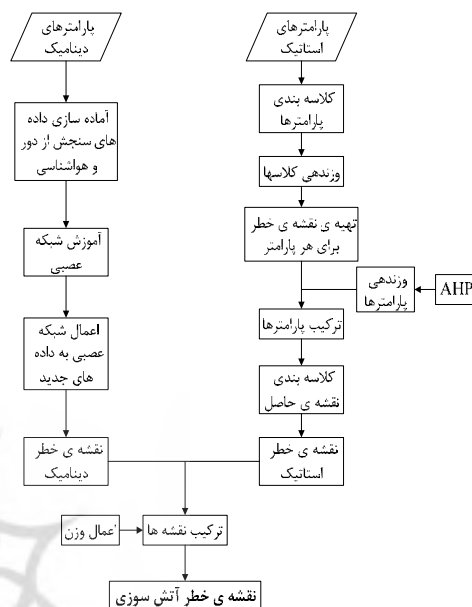 پارامترهای
استاتیک
کلاسه بندی
پارامترها
وزندهی کلاسها
تهیه ی نقشه ی خطر
برای هر پارامتر
AHP
وزندهی
پارامترها
ترکیب پارامترها
کلاسه بندی
نقشه ی حاصل
نقشه ی خطر
استاتیک
پارامترهای
دینامیک
آماده سازی داده
های سنجش از دور
و هواشناسی
آموزش شبکه
عصبی
اعمال شبکه
عصبی به داده
های جدید
نقشه ی خطر
دینامیک
ترکیب نقشه ها
اعمال وزن
نقشه ی خطر آتش سوزی